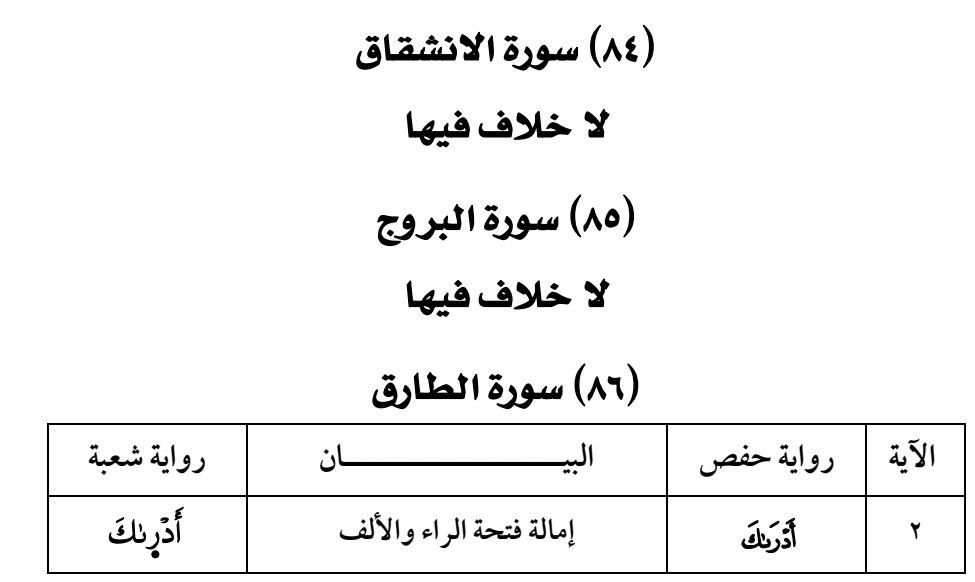 (٨٤) سورة الانشقاق
لا خلاف فيها
(٨٥) سورة البروج
لا خلاف فيها
(٨٦) سورة الطارق
الآية رواية حفص البيـــــــــــــان رواية شعبة
٢ أَدۡرَىٰكَ إمالة فتحة الراء والألف أَدۡرٜىٰكَ